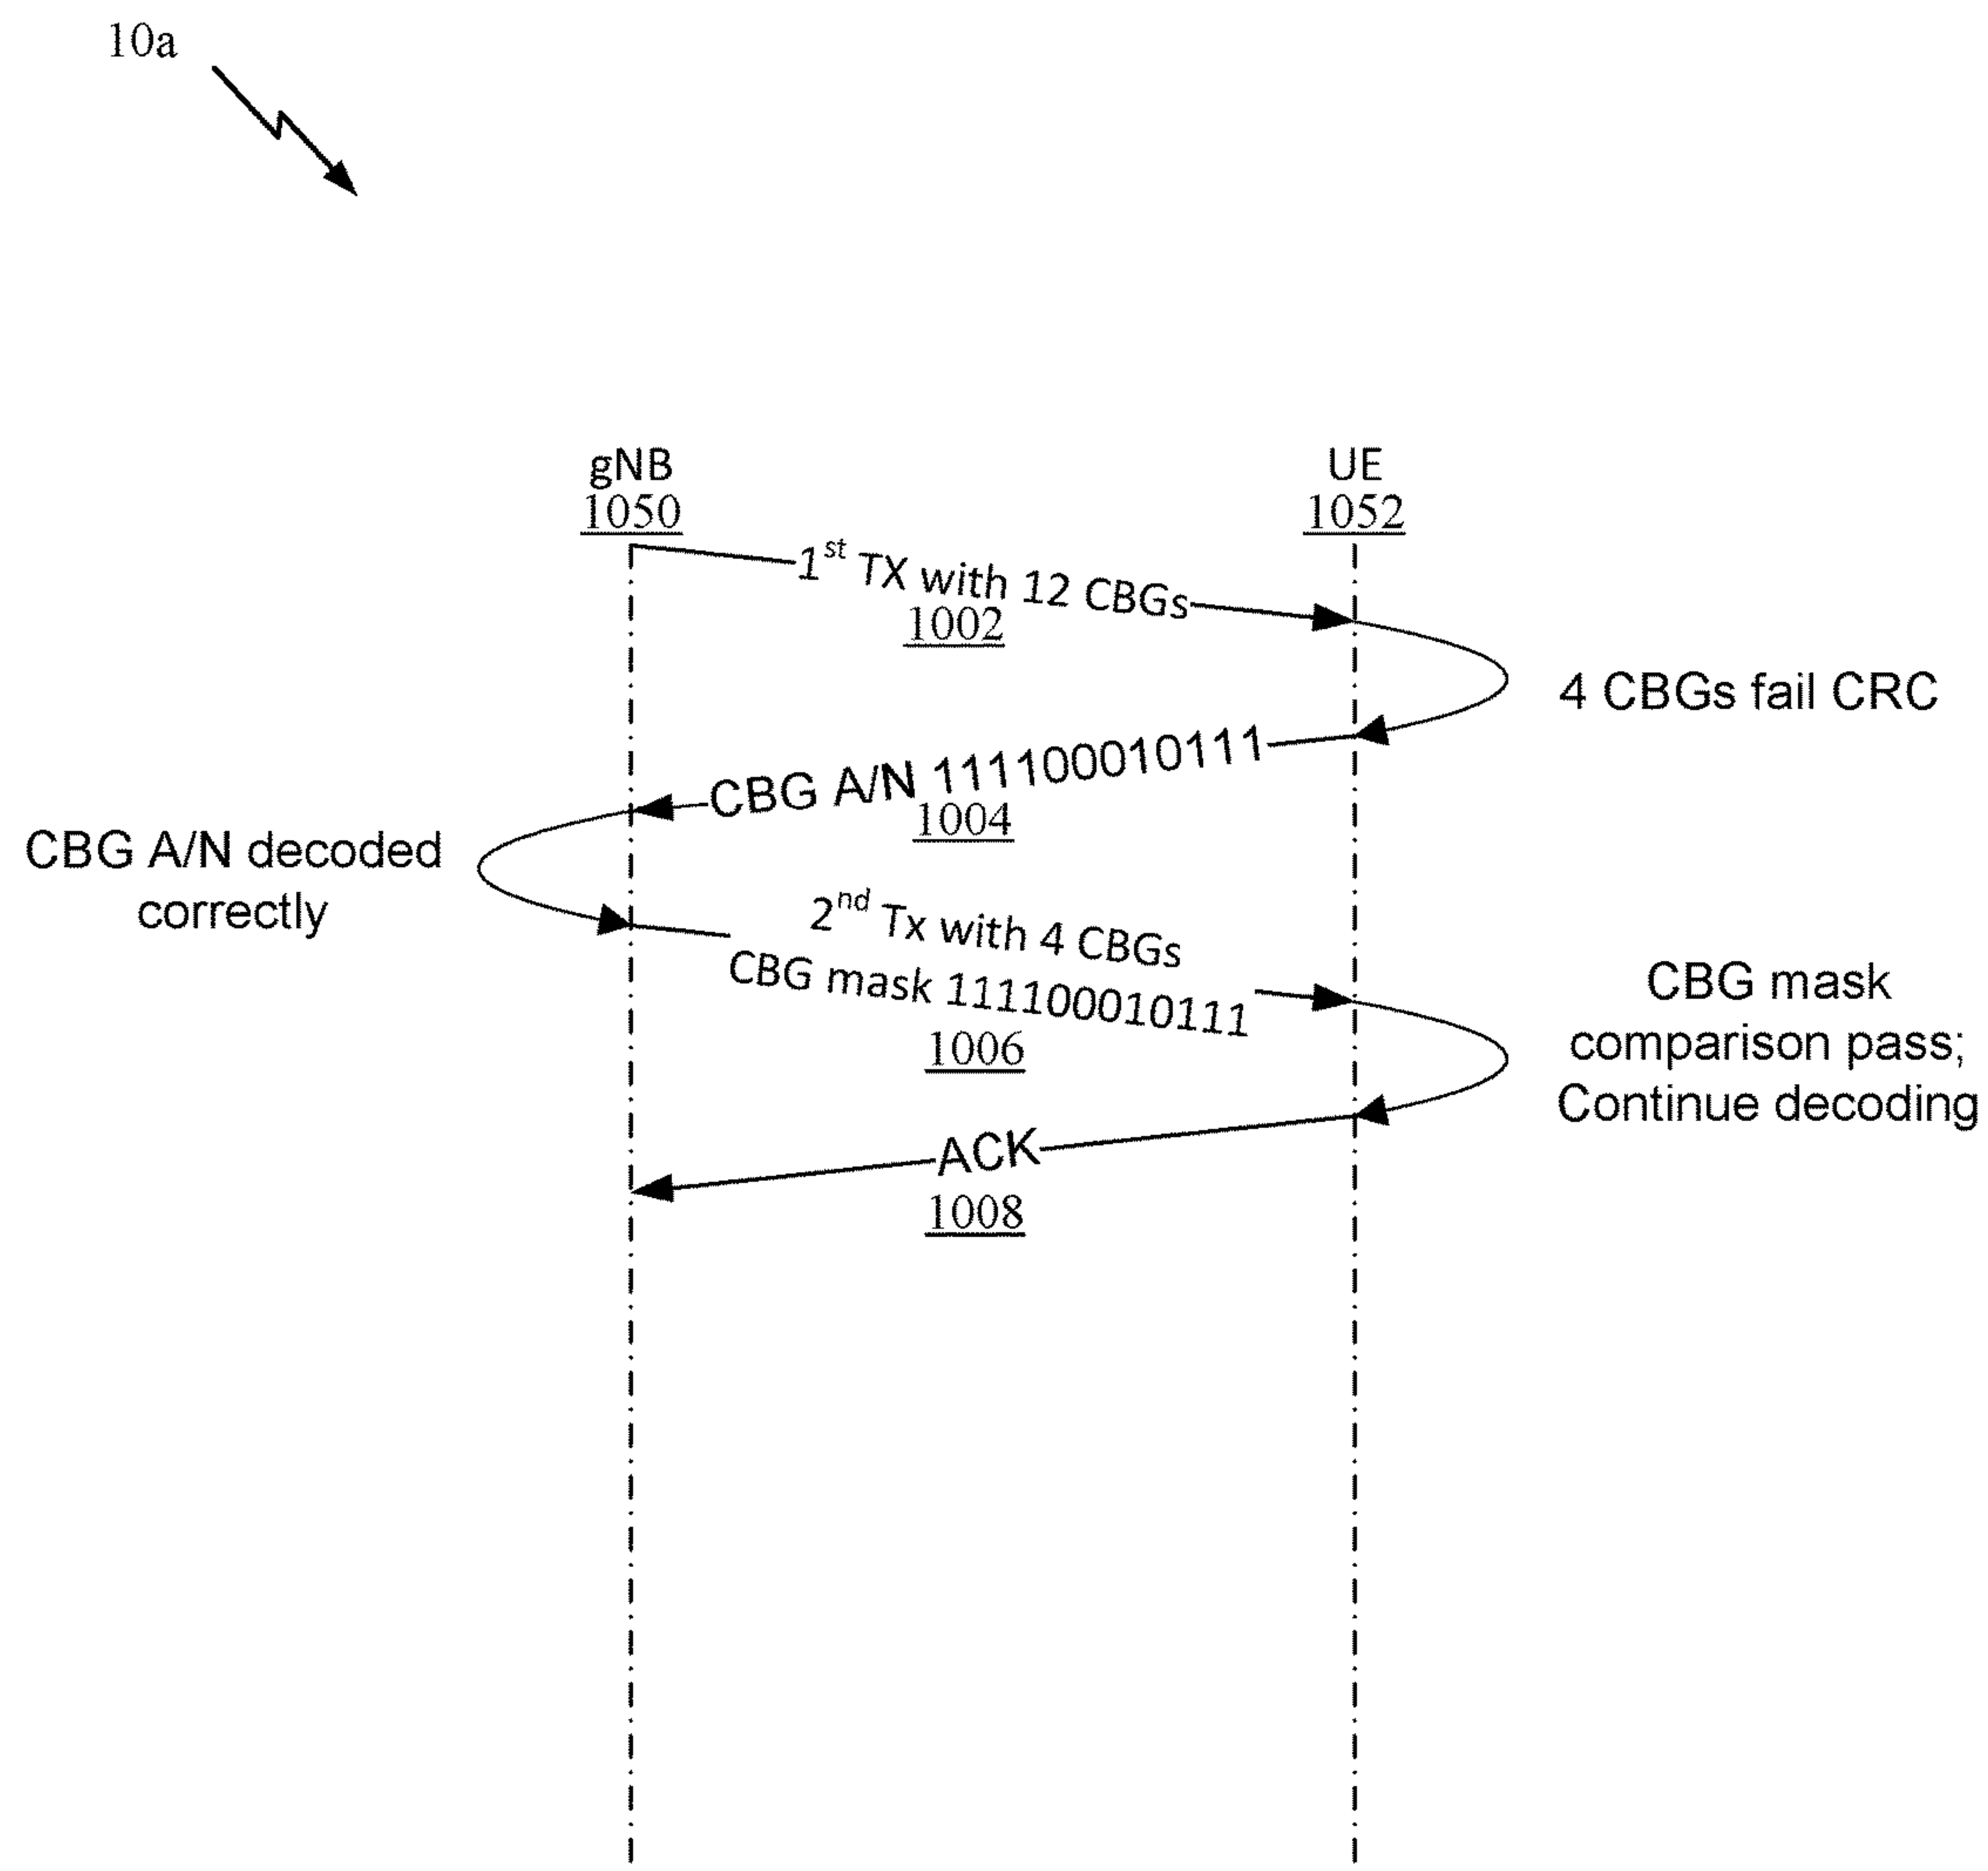 10a
gNB
1050
UE
1052
1st TX with 12 CBGs
1002
4 CBGs fail CRC
CBG A/N 111100010111
1004
CBG A/N decoded
correctly
2nd Tx with 4 CBGs
CBG mask 111100010111
1006
CBG mask
comparison pass;
Continue decoding
ACK
1008